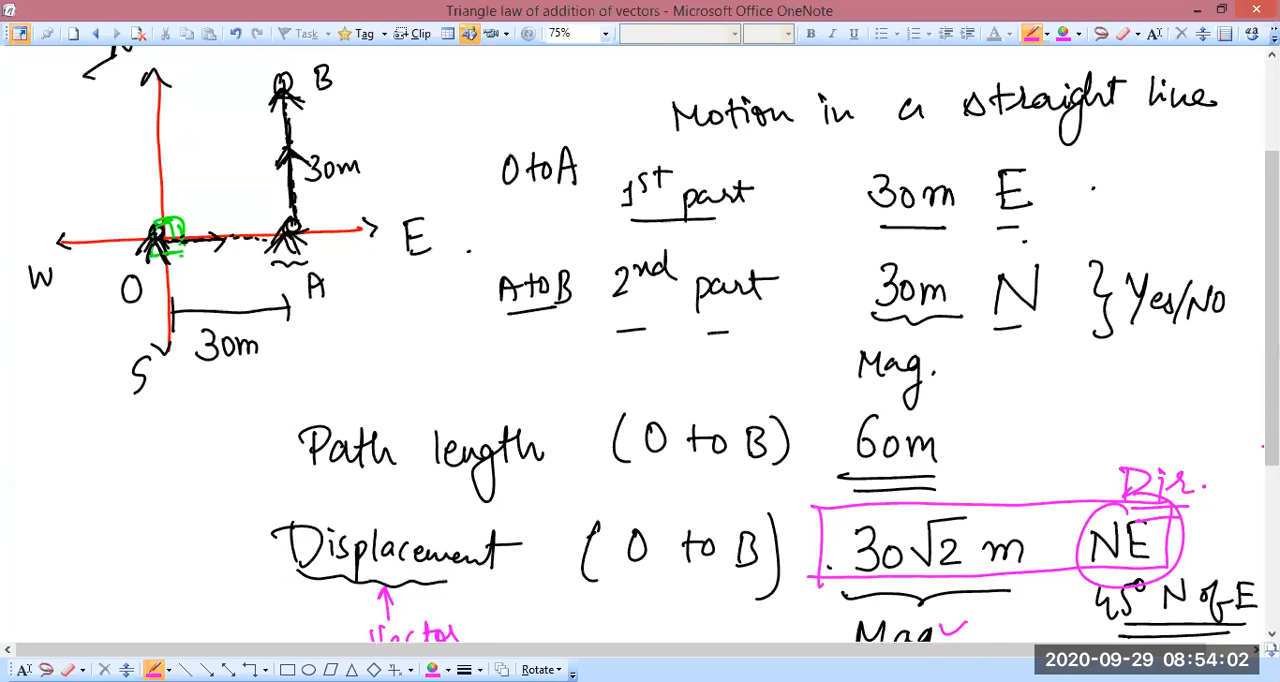 Triangle law of addition of vectors - Microsoft Office OneNote
Task Tag Clip 75% B I U
B
Motion in a straight line
30m
O to A 1st part 30m E
W O A E
A to B 2nd part 30m N } Yes/No
30m
S
Mag.
Path length (O to B) 60m
Dir.
Displacement (O to B) 30√2 m NE
45° N of E
Vector Mag
2020-09-29 08:54:02
Rotate